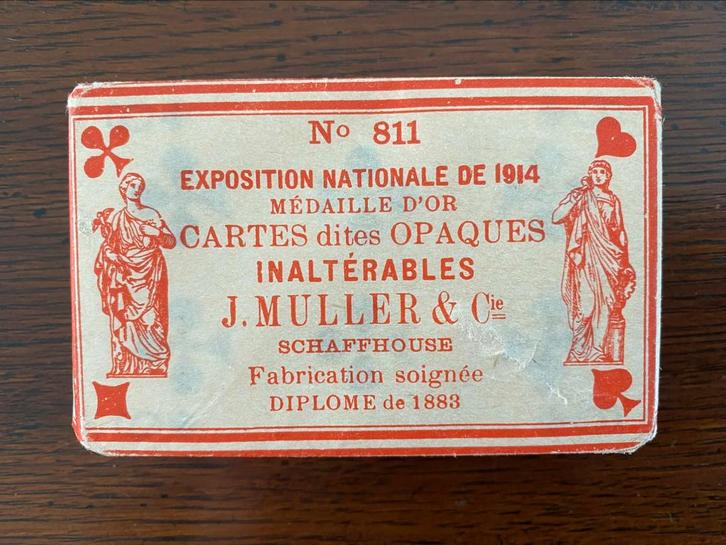 No 811
EXPOSITION NATIONALE DE 1914
MÉDAILLE D'OR
CARTES dites OPAQUES
INALTÉRABLES
J. MULLER & Cie
SCHAFFHOUSE
Fabrication soignée
DIPLOME de 1883